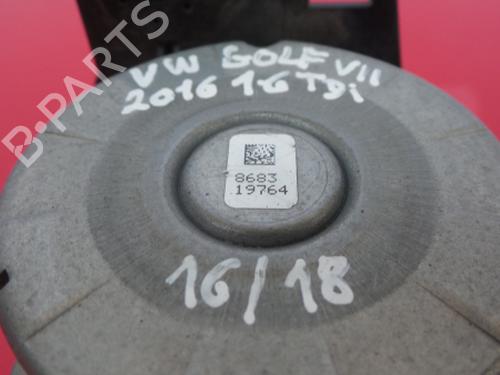 B-PARTS
VW GOLF VII
2016 16 TDi
8683
19764
16/18